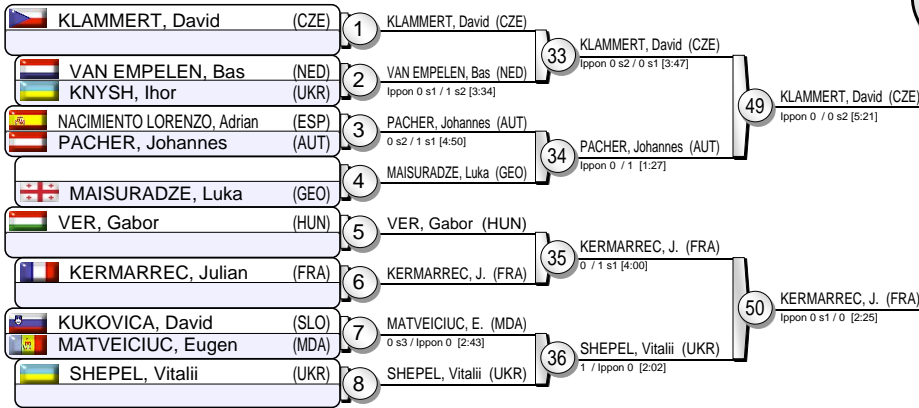 KLAMMERT, David (CZE)
VAN EMPELEN, Bas (NED)
KNYSH, Ihor (UKR)
NACIMIENTO LORENZO, Adrian (ESP)
PACHER, Johannes (AUT)
MAISURADZE, Luka (GEO)
VER, Gabor (HUN)
KERMARREC, Julian (FRA)
KUKOVICA, David (SLO)
MATVEICIUC, Eugen (MDA)
SHEPEL, Vitalii (UKR)
1
KLAMMERT, David (CZE)
2
VAN EMPELEN, Bas (NED)
Ippon 0 s1 / 1 s2 [3:34]
3
PACHER, Johannes (AUT)
0 s2 / 1 s1 [4:50]
4
MAISURADZE, Luka (GEO)
5
VER, Gabor (HUN)
6
KERMARREC, J. (FRA)
7
MATVEICIUC, E. (MDA)
0 s3 / Ippon 0 [2:43]
8
SHEPEL, Vitalii (UKR)
33
KLAMMERT, David (CZE)
Ippon 0 s2 / 0 s1 [3:47]
34
PACHER, Johannes (AUT)
Ippon 0 / 1 [1:27]
35
KERMARREC, J. (FRA)
0 / 1 s1 [4:00]
36
SHEPEL, Vitalii (UKR)
1 / Ippon 0 [2:02]
49
KLAMMERT, David (CZE)
Ippon 0 / 0 s2 [5:21]
50
KERMARREC, J. (FRA)
Ippon 0 s1 / 0 [2:25]